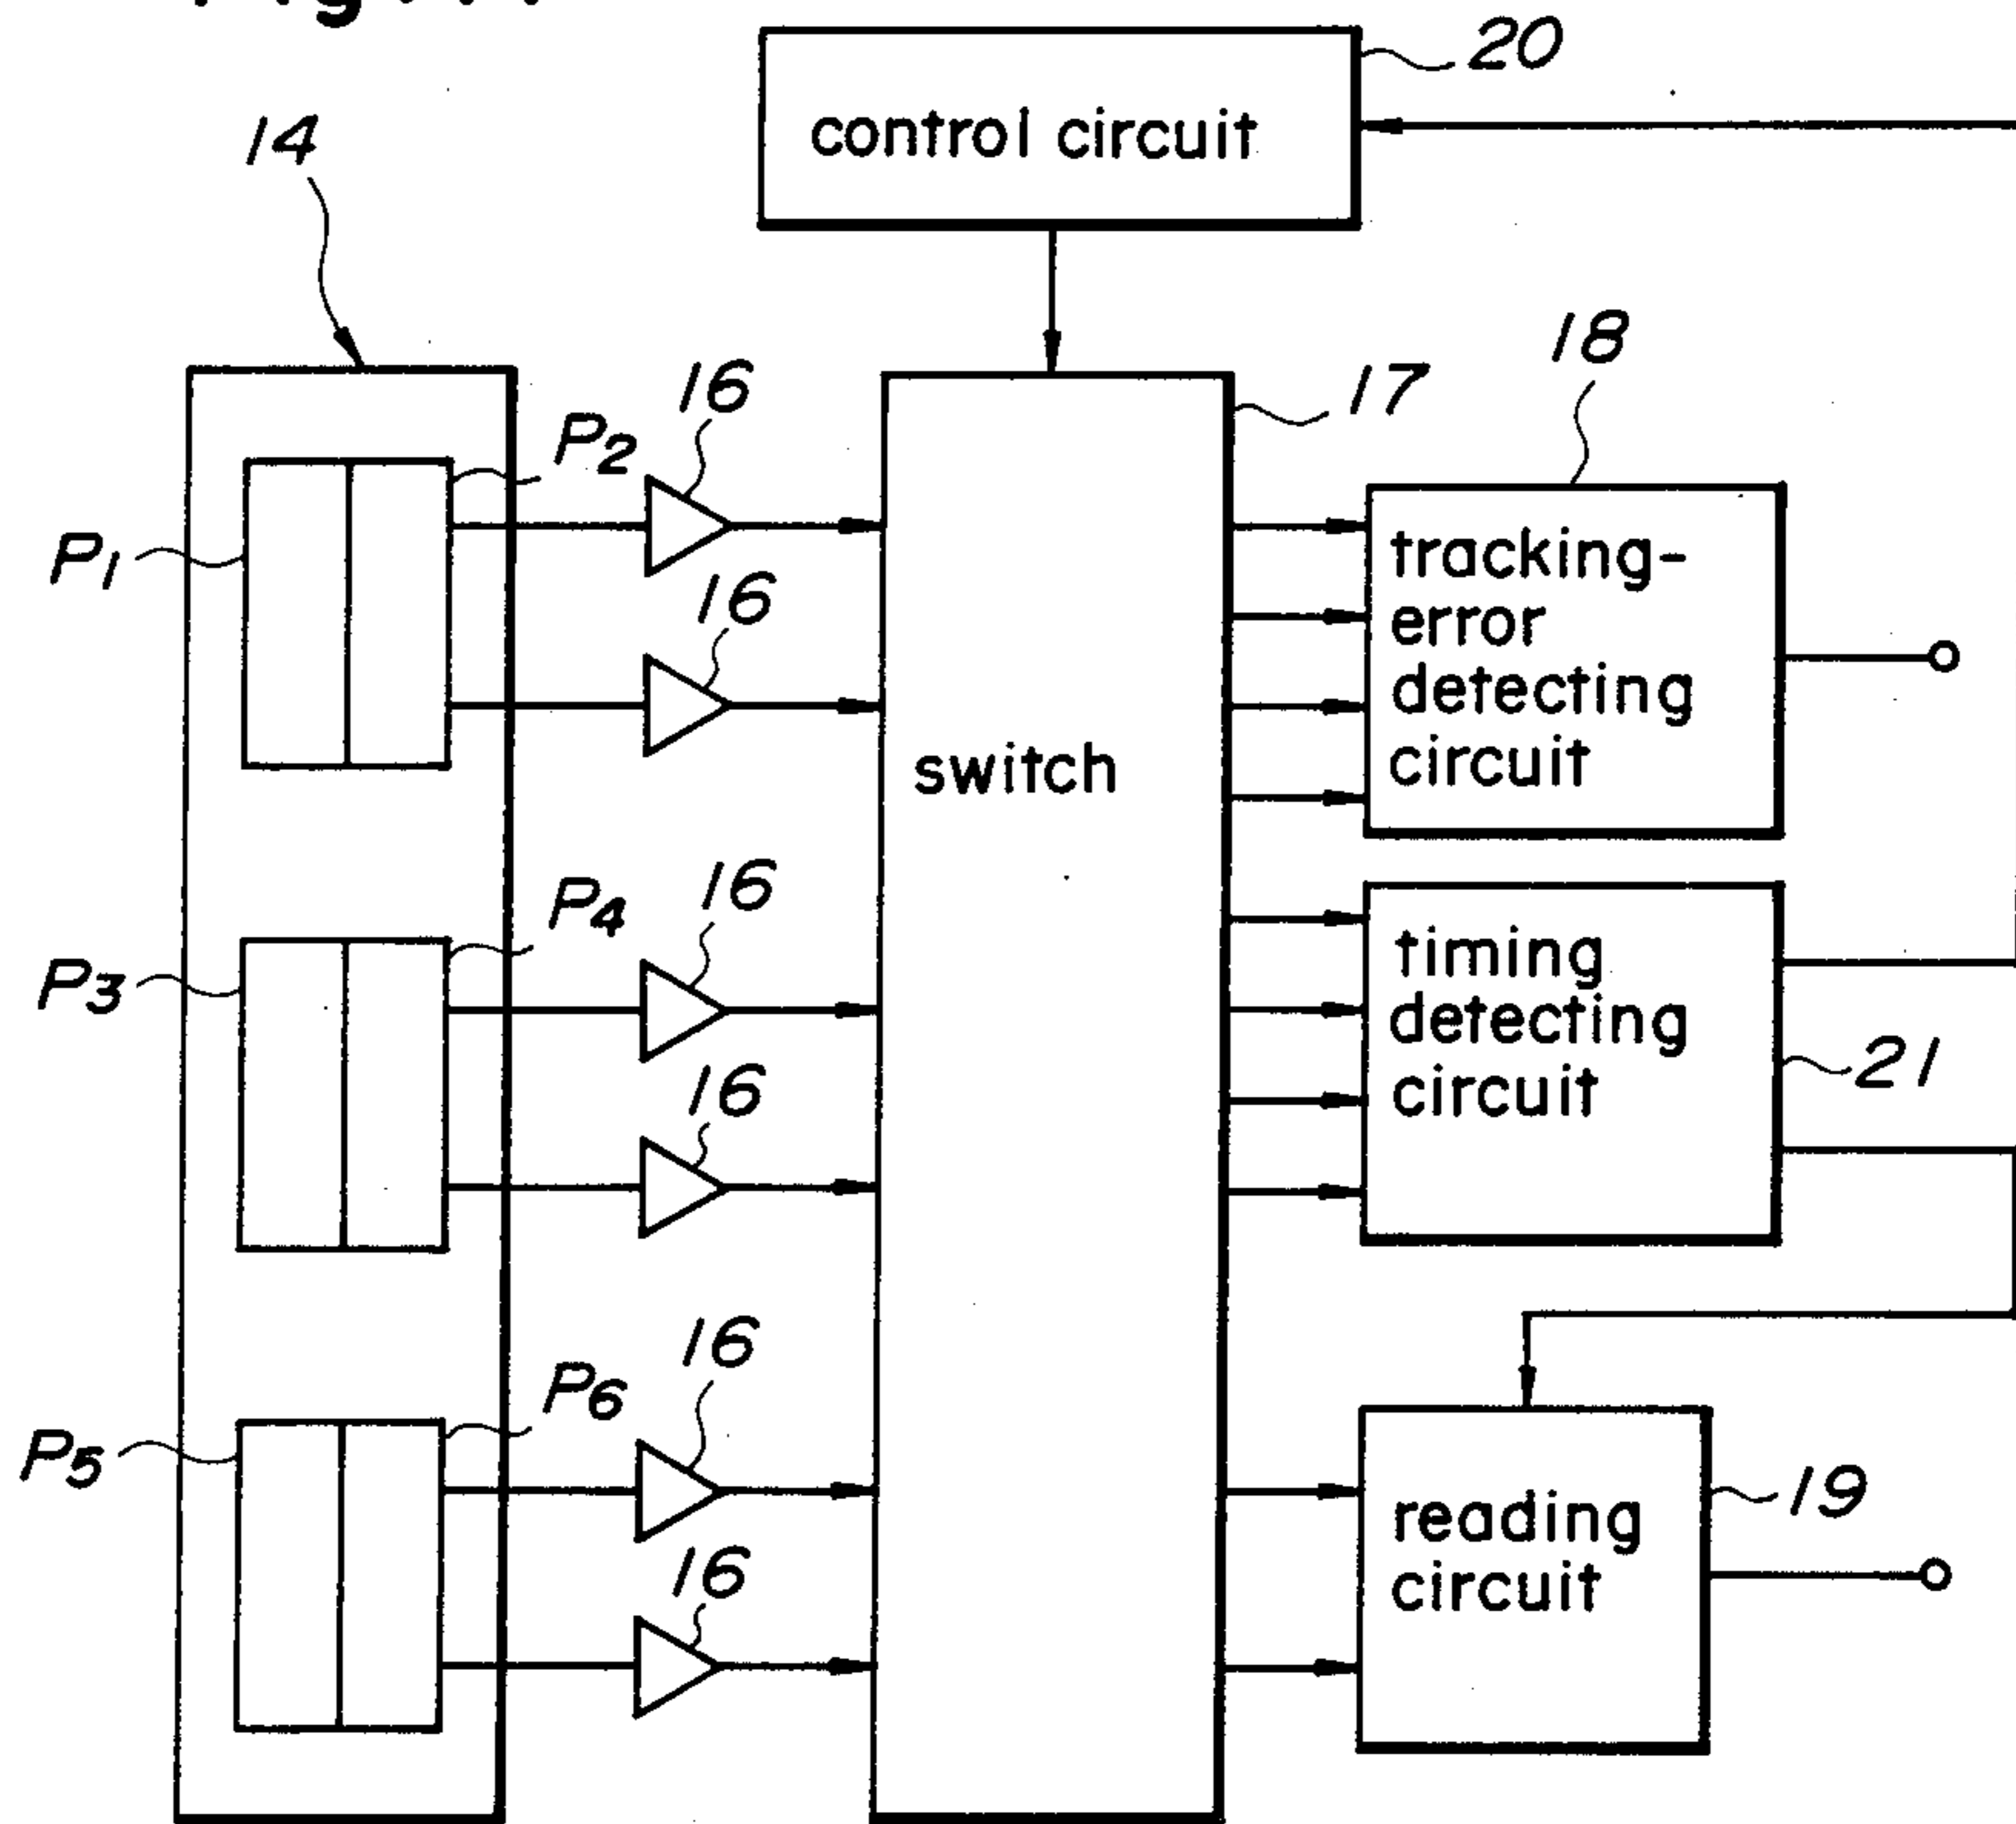 20
control circuit
14
18
16
17
P2
P1
tracking-
error
detecting
circuit
16
switch
16
P4
P3
timing
detecting
circuit
16
21
16
P6
P5
reading
circuit
19
16